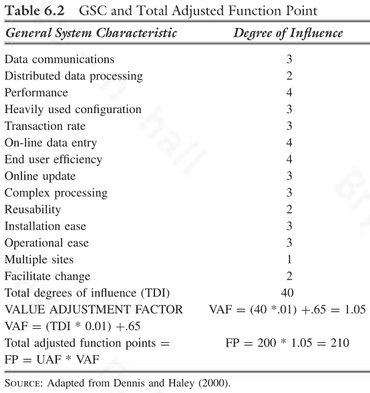 Table 6.2 GSC and Total Adjusted Function Point
General System Characteristic Degree of Influence
Data communications 3
Distributed data processing 2
Performance 4
Heavily used configuration 3
Transaction rate 3
On-line data entry 4
End user efficiency 4
Online update 3
Complex processing 3
Reusability 2
Installation ease 3
Operational ease 3
Multiple sites 1
Facilitate change 2
Total degrees of influence (TDI) 40
VALUE ADJUSTMENT FACTOR VAF = (40 *.01) +.65 = 1.05
VAF = (TDI * 0.01) +.65
Total adjusted function points = FP = 200 * 1.05 = 210
FP = UAF * VAF
SOURCE: Adapted from Dennis and Haley (2000).
hall